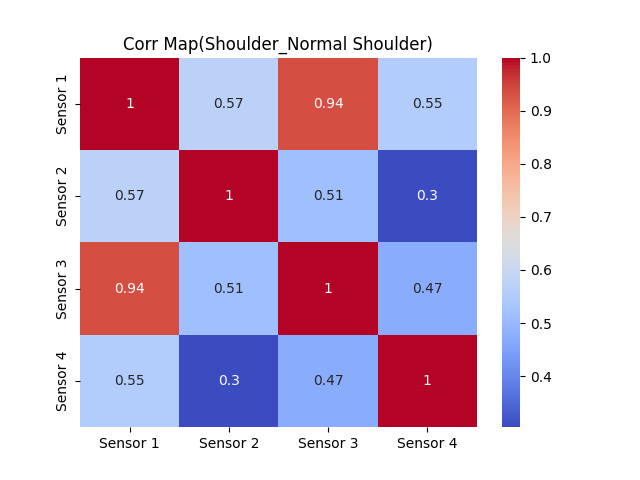 Corr Map(Shoulder_Normal Shoulder)
Sensor 1
1
0.57
0.94
0.55
Sensor 2
0.57
1
0.51
0.3
Sensor 3
0.94
0.51
1
0.47
Sensor 4
0.55
0.3
0.47
1
Sensor 1
Sensor 2
Sensor 3
Sensor 4
1.0
0.9
0.8
0.7
0.6
0.5
0.4